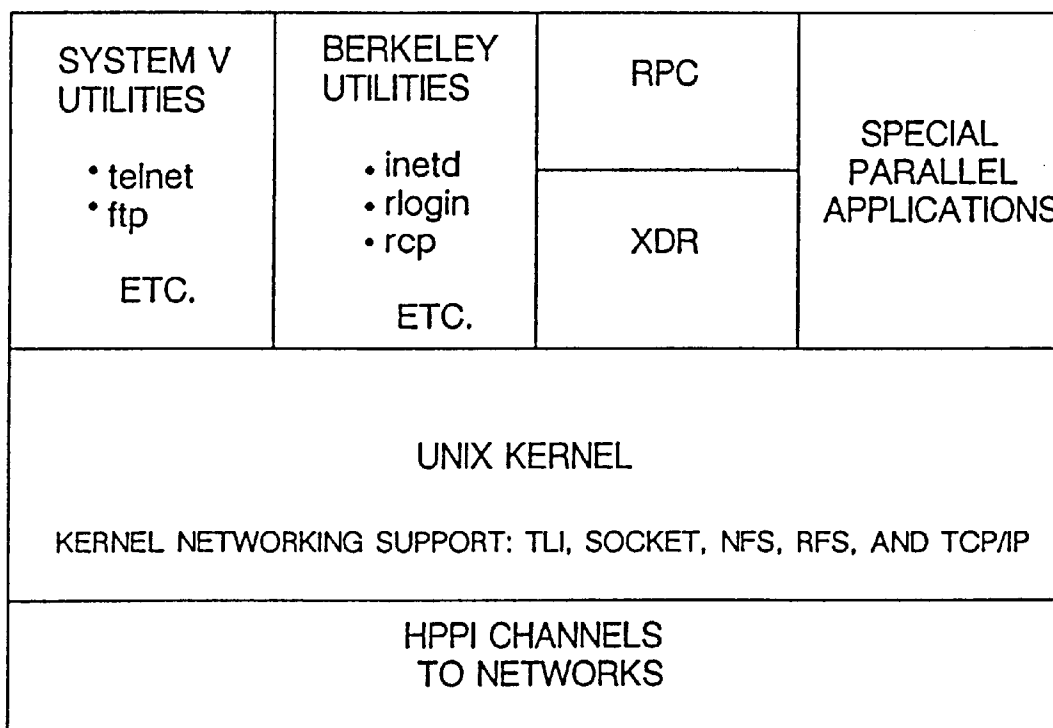 SYSTEM V
UTILITIES
• telnet
• ftp
ETC.
BERKELEY
UTILITIES
• inetd
• rlogin
• rcp
ETC.
RPC
XDR
SPECIAL
PARALLEL
APPLICATIONS
UNIX KERNEL
KERNEL NETWORKING SUPPORT: TLI, SOCKET, NFS, RFS, AND TCP/IP
HPPI CHANNELS
TO NETWORKS